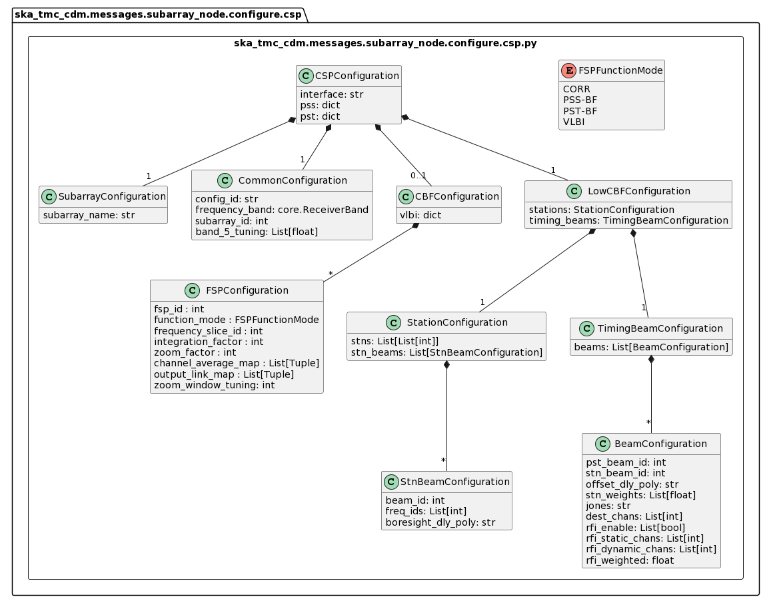 ska_tmc_cdm.messages.subarray_node.configure.csp
ska_tmc_cdm.messages.subarray_node.configure.csp.py
C CSPConfiguration
interface: str
pss: dict
pst: dict
E FSPFunctionMode
CORR
PSS-BF
PST-BF
VLBI
1
1
0..1
1
C SubarrayConfiguration
subarray_name: str
C CommonConfiguration
config_id: str
frequency_band: core.ReceiverBand
subarray_id: int
band_5_tuning: List[float]
C CBFConfiguration
vlbi: dict
C LowCBFConfiguration
stations: StationConfiguration
timing_beams: TimingBeamConfiguration
*
1
1
C FSPConfiguration
fsp_id : int
function_mode : FSPFunctionMode
frequency_slice_id : int
integration_factor : int
zoom_factor : int
channel_average_map : List[Tuple]
output_link_map : List[Tuple]
zoom_window_tuning: int
C StationConfiguration
stns: List[List[int]]
stn_beams: List[StnBeamConfiguration]
C TimingBeamConfiguration
beams: List[BeamConfiguration]
*
*
C StnBeamConfiguration
beam_id: int
freq_ids: List[int]
boresight_dly_poly: str
C BeamConfiguration
pst_beam_id: int
stn_beam_id: int
offset_dly_poly: str
stn_weights: List[float]
jones: str
dest_chans: List[int]
rfi_enable: List[bool]
rfi_static_chans: List[int]
rfi_dynamic_chans: List[int]
rfi_weighted: float